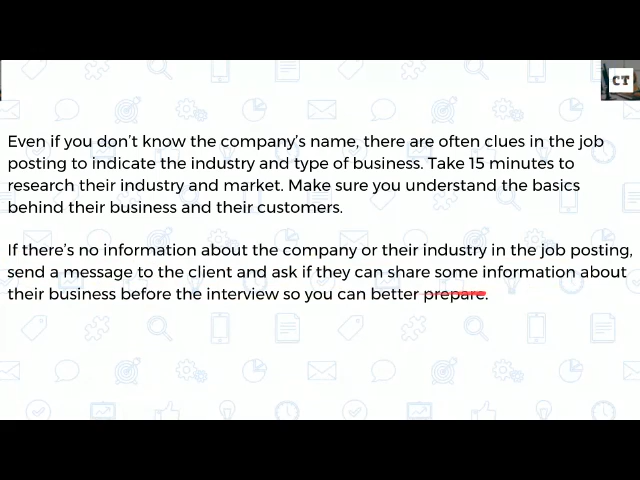 CT
Even if you don't know the company's name, there are often clues in the job
posting to indicate the industry and type of business. Take 15 minutes to
research their industry and market. Make sure you understand the basics
behind their business and their customers.
If there's no information about the company or their industry in the job posting,
send a message to the client and ask if they can share some information about
their business before the interview so you can better prepare.